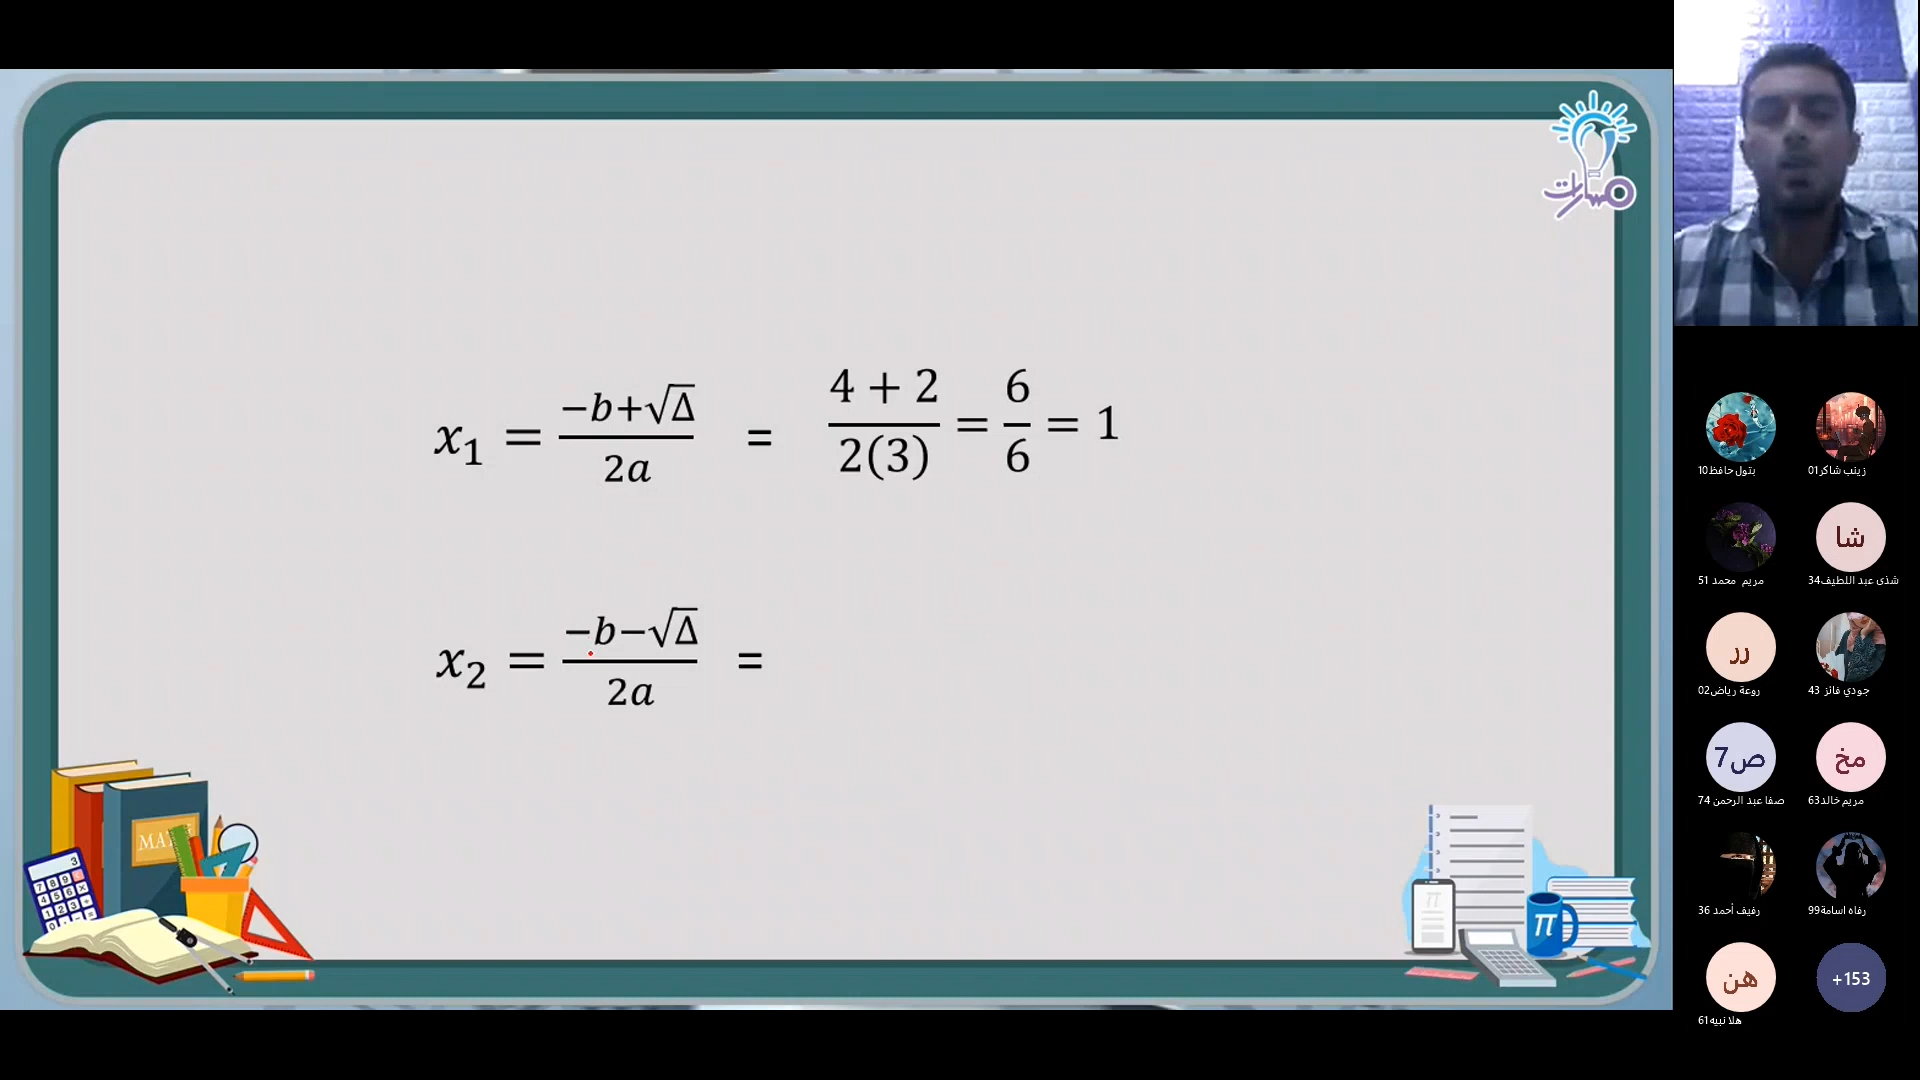 مسارات
x₁ = (−b+√Δ)/(2a) = (4 + 2)/(2(3)) = 6/6 = 1
x₂ = (−b−√Δ)/(2a) =
MA
π
π
بتول حافظ10
زينب شاكر01
مريم محمد 51
شا
شذى عبد اللطيف34
رر
روعة رياض02
جودي فائز 43
ص7
صفا عبد الرحمن 74
مخ
مريم خالد63
رفيف أحمد 36
رفاه اسامة99
هن
هلا نبيه61
+153